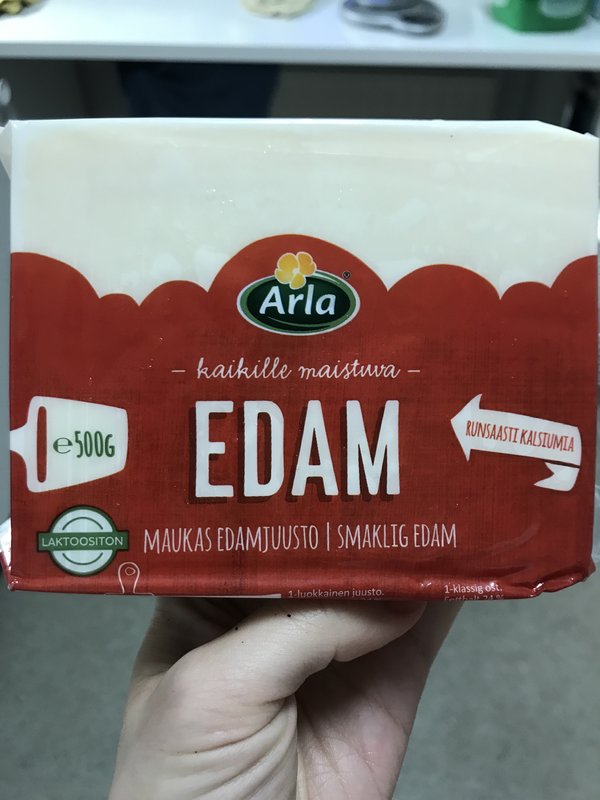 Arla
®
– kaikille maistuva –
EDAM
e500G
RUNSAASTI KALSIUMIA
LAKTOOSITON
MAUKAS EDAMJUUSTO | SMAKLIG EDAM
1-luokkainen juusto.
1-klassig ost.